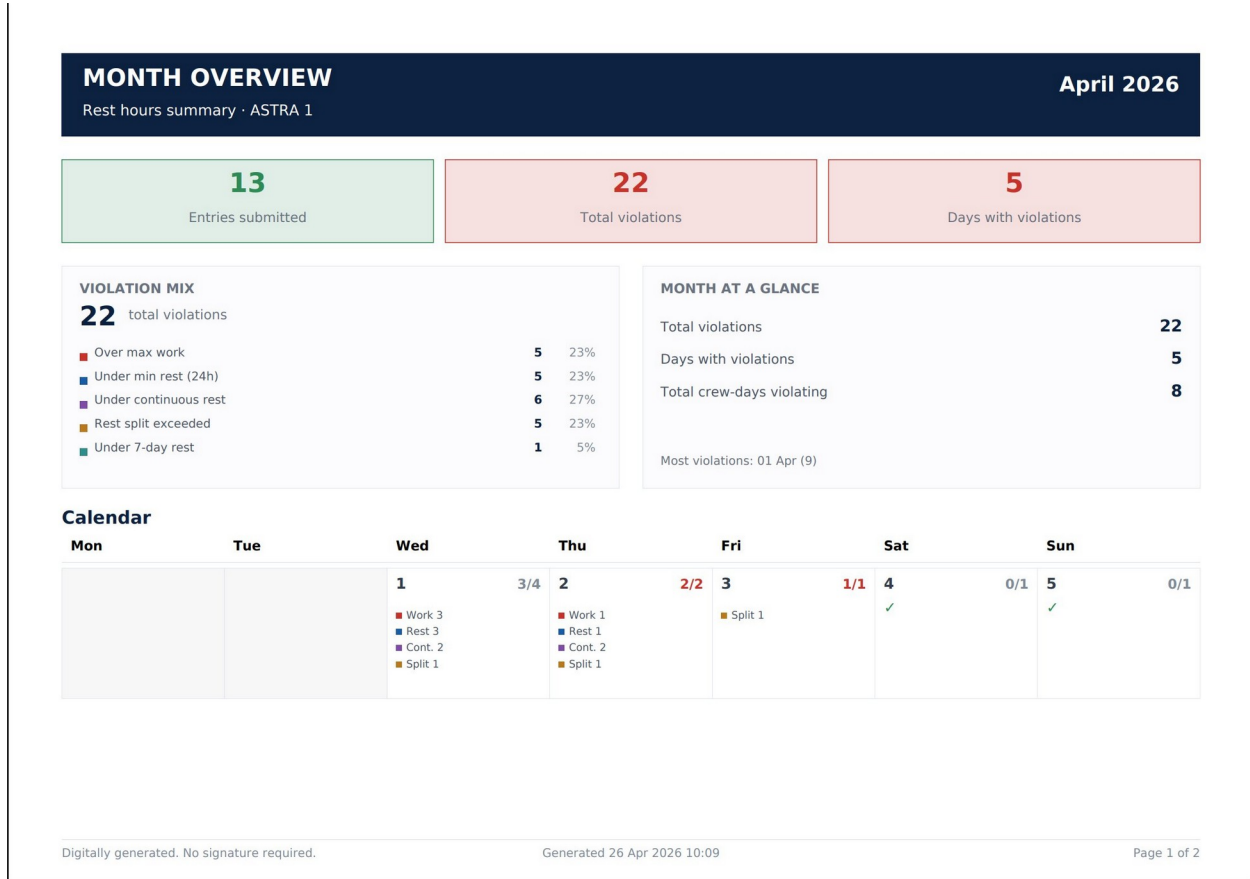 MONTH OVERVIEW
April 2026
Rest hours summary · ASTRA 1
13
22
5
Entries submitted
Total violations
Days with violations
VIOLATION MIX
22 total violations
Over max work 5 23%
Under min rest (24h) 5 23%
Under continuous rest 6 27%
Rest split exceeded 5 23%
Under 7-day rest 1 5%
MONTH AT A GLANCE
Total violations 22
Days with violations 5
Total crew-days violating 8
Most violations: 01 Apr (9)
Calendar
Mon Tue Wed Thu Fri Sat Sun
1 3/4
Work 3
Rest 3
Cont. 2
Split 1
2 2/2
Work 1
Rest 1
Cont. 2
Split 1
3 1/1
Split 1
4 0/1
✓
5 0/1
✓
Digitally generated. No signature required. Generated 26 Apr 2026 10:09 Page 1 of 2